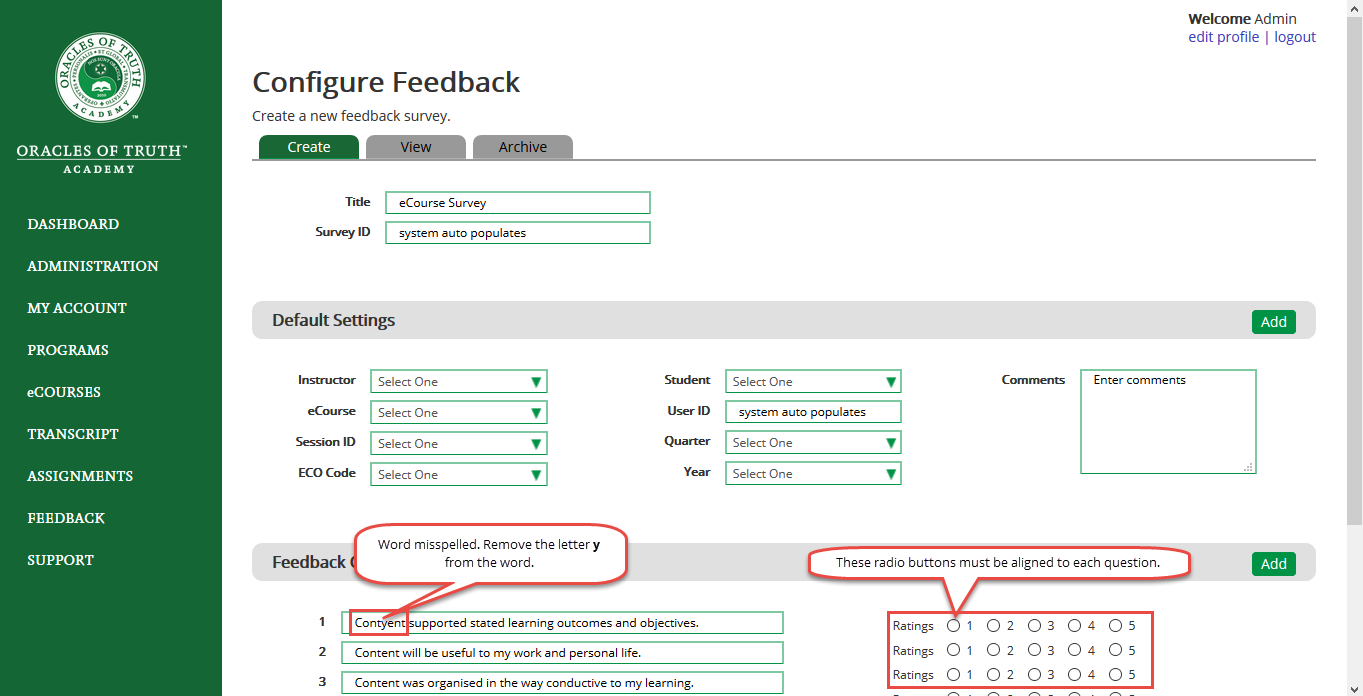 Welcome Admin
edit profile | logout
ORACLES OF TRUTH
ACADEMY
ORACLES OF TRUTH™
ACADEMY
DASHBOARD
ADMINISTRATION
MY ACCOUNT
PROGRAMS
eCOURSES
TRANSCRIPT
ASSIGNMENTS
FEEDBACK
SUPPORT
Configure Feedback
Create a new feedback survey.
Create View Archive
Title eCourse Survey
Survey ID system auto populates
Default Settings Add
Instructor Select One Student Select One Comments Enter comments
eCourse Select One User ID system auto populates
Session ID Select One Quarter Select One
ECO Code Select One Year Select One
Word misspelled. Remove the letter y
from the word.
These radio buttons must be aligned to each question.
Feedback Add
1 Contyent supported stated learning outcomes and objectives. Ratings 1 2 3 4 5
2 Content will be useful to my work and personal life. Ratings 1 2 3 4 5
3 Content was organised in the way conductive to my learning. Ratings 1 2 3 4 5